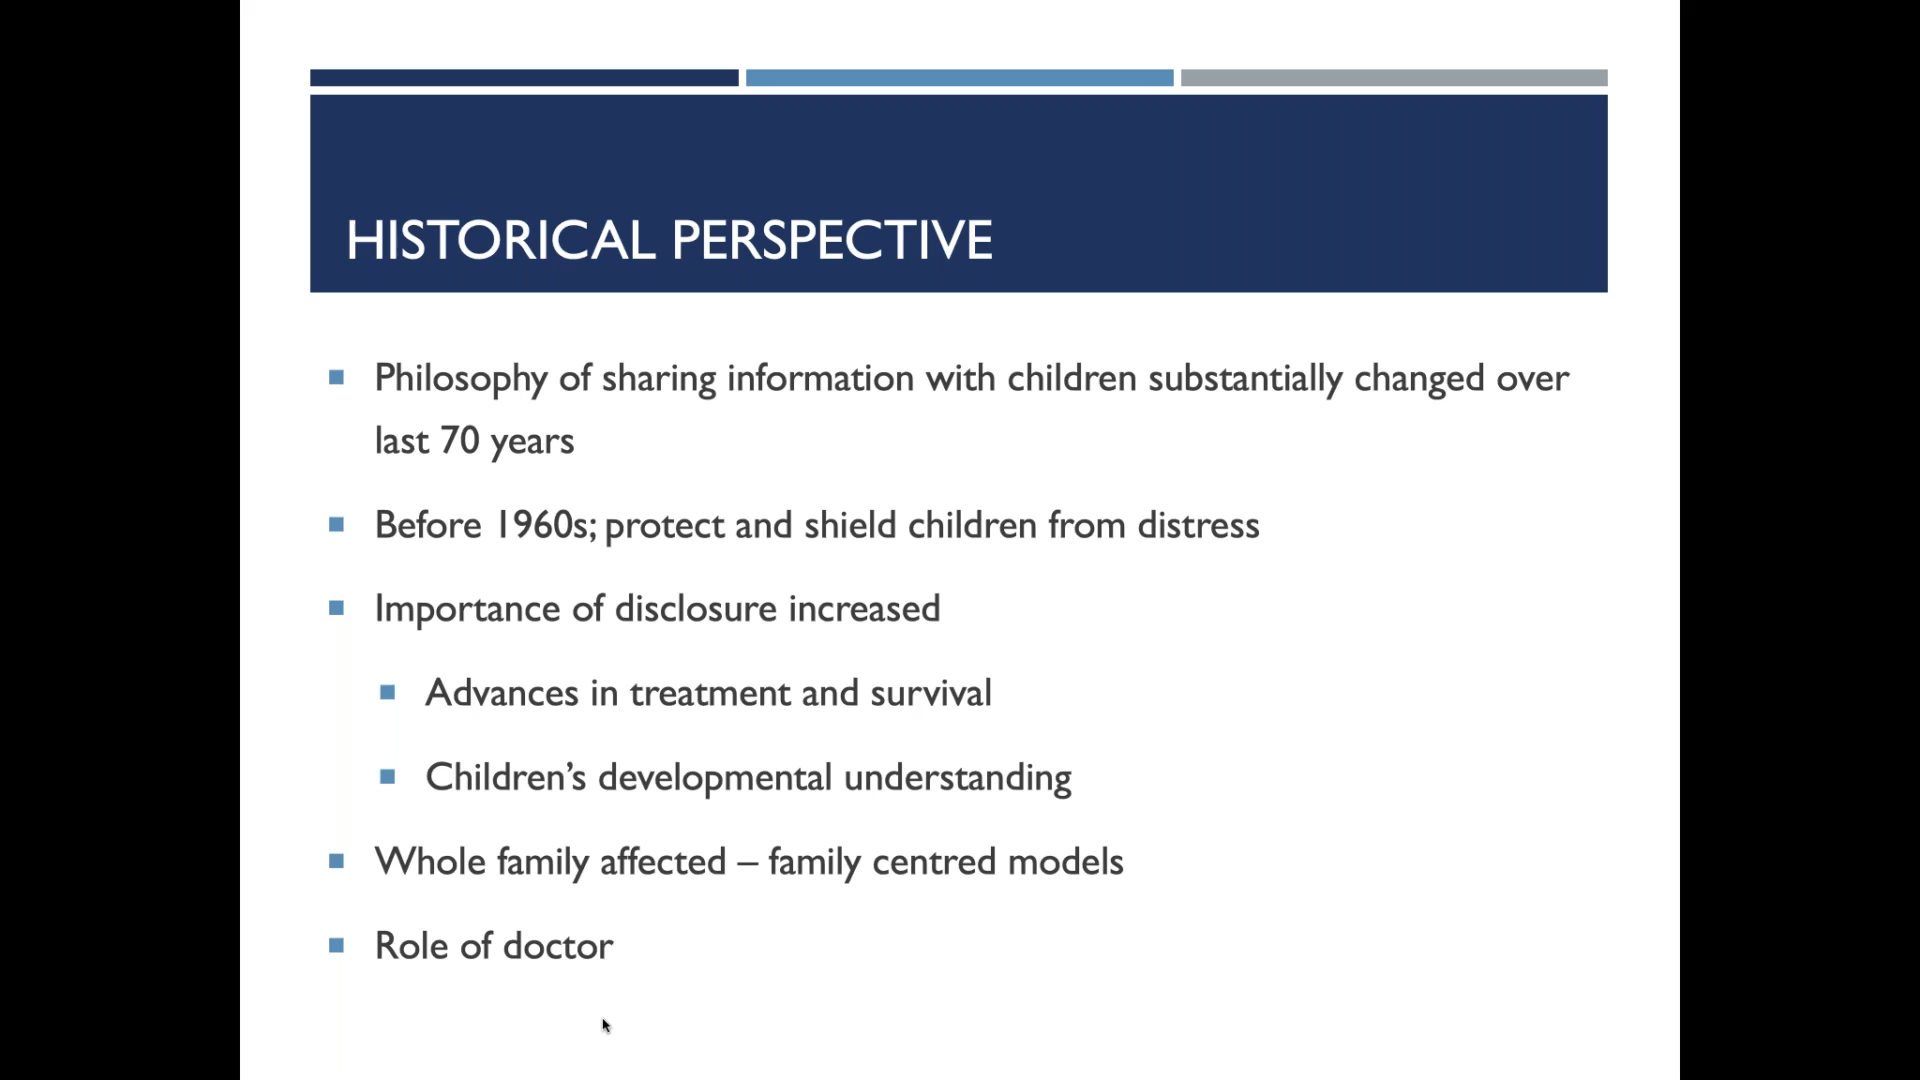 HISTORICAL PERSPECTIVE
Philosophy of sharing information with children substantially changed over
last 70 years
Before 1960s; protect and shield children from distress
Importance of disclosure increased
Advances in treatment and survival
Children’s developmental understanding
Whole family affected – family centred models
Role of doctor